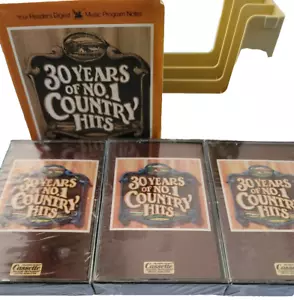 Your Reader's Digest Music Program Notes
30 YEARS
OF NO.1
COUNTRY
HITS
30 YEARS
OF NO.1
COUNTRY
HITS
Cassette
30 YEARS
OF NO.1
COUNTRY
HITS
Cassette
30 YEARS
OF NO.1
COUNTRY
HITS
Cassette